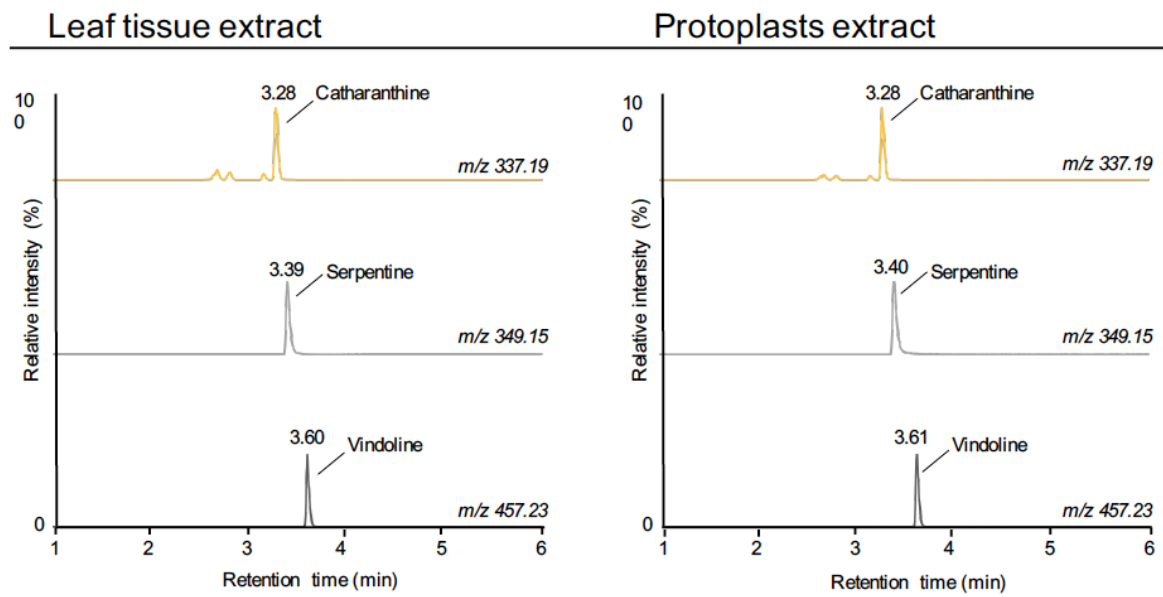 Leaf tissue extract
Protoplasts extract
10
0
3.28
Catharanthine
m/z 337.19
3.39
Serpentine
m/z 349.15
3.60
Vindoline
m/z 457.23
Relative intensity (%)
0
1 2 3 4 5 6
Retention time (min)
10
0
3.28
Catharanthine
m/z 337.19
3.40
Serpentine
m/z 349.15
3.61
Vindoline
m/z 457.23
Relative intensity (%)
0
1 2 3 4 5 6
Retention time (min)